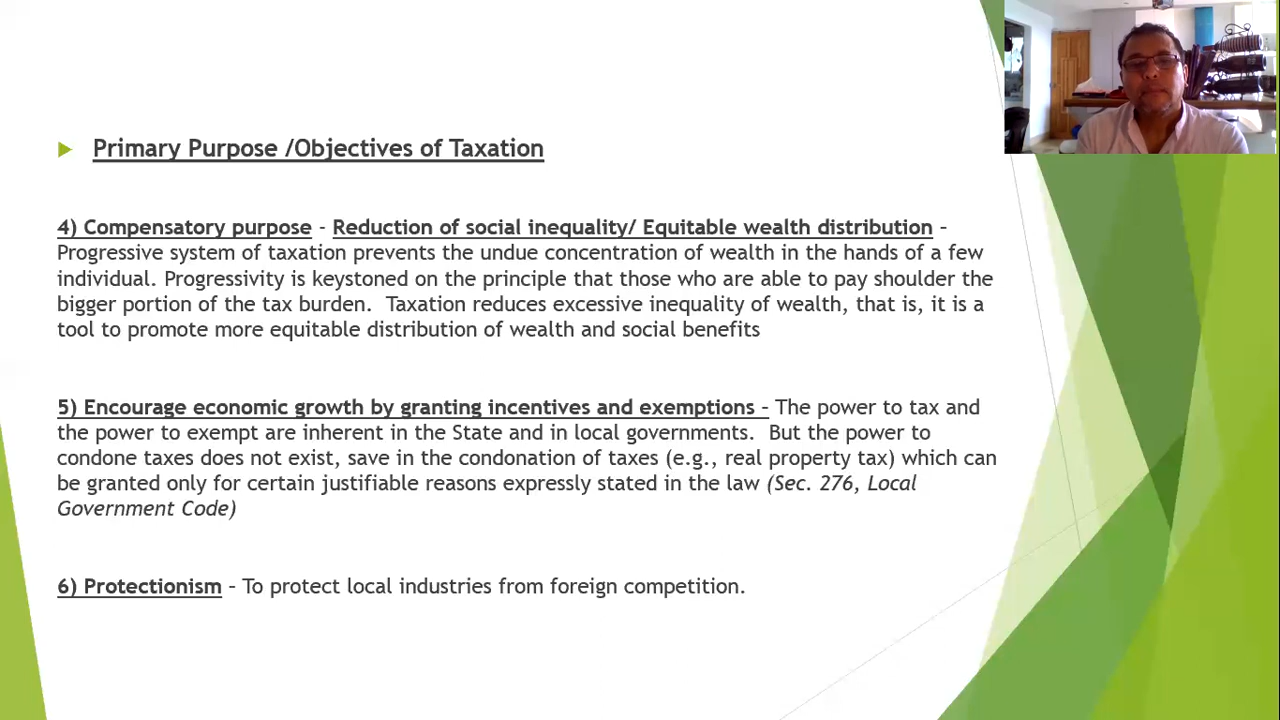 Primary Purpose /Objectives of Taxation
4) Compensatory purpose - Reduction of social inequality/ Equitable wealth distribution –
Progressive system of taxation prevents the undue concentration of wealth in the hands of a few
individual. Progressivity is keystoned on the principle that those who are able to pay shoulder the
bigger portion of the tax burden.  Taxation reduces excessive inequality of wealth, that is, it is a
tool to promote more equitable distribution of wealth and social benefits
5) Encourage economic growth by granting incentives and exemptions – The power to tax and
the power to exempt are inherent in the State and in local governments.  But the power to
condone taxes does not exist, save in the condonation of taxes (e.g., real property tax) which can
be granted only for certain justifiable reasons expressly stated in the law (Sec. 276, Local
Government Code)
6) Protectionism – To protect local industries from foreign competition.